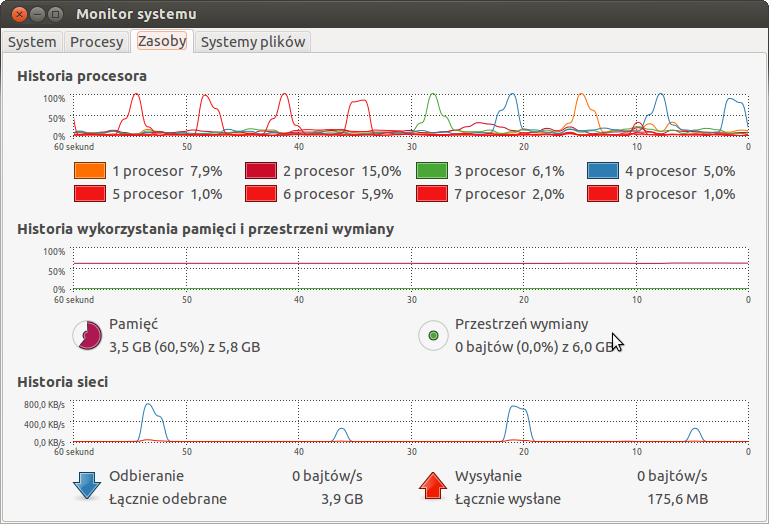 Monitor systemu
System Procesy Zasoby Systemy plików
Historia procesora
100%
50%
0%
60 sekund 50 40 30 20 10 0
1 procesor 7,9% 2 procesor 15,0% 3 procesor 6,1% 4 procesor 5,0%
5 procesor 1,0% 6 procesor 5,9% 7 procesor 2,0% 8 procesor 1,0%
Historia wykorzystania pamięci i przestrzeni wymiany
100%
50%
0%
60 sekund 50 40 30 20 10 0
Pamięć Przestrzeń wymiany
3,5 GB (60,5%) z 5,8 GB 0 bajtów (0,0%) z 6,0 GB
Historia sieci
800,0 KB/s
400,0 KB/s
0,0 KB/s
60 sekund 50 40 30 20 10 0
Odbieranie 0 bajtów/s Wysyłanie 0 bajtów/s
Łącznie odebrane 3,9 GB Łącznie wysłane 175,6 MB